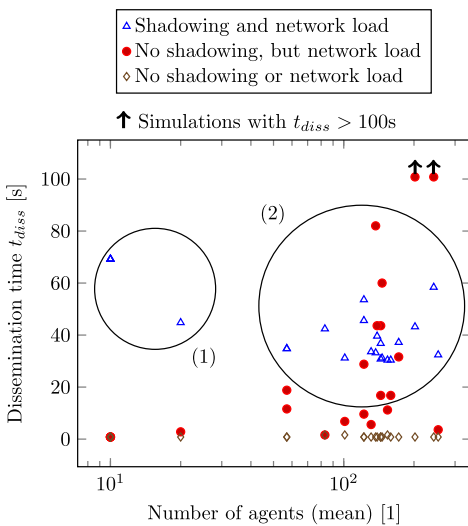 Shadowing and network load
No shadowing, but network load
No shadowing or network load
Simulations with t_diss > 100s
(2)
(1)
100
80
60
40
20
0
Dissemination time t_diss [s]
10^1
10^2
Number of agents (mean) [1]